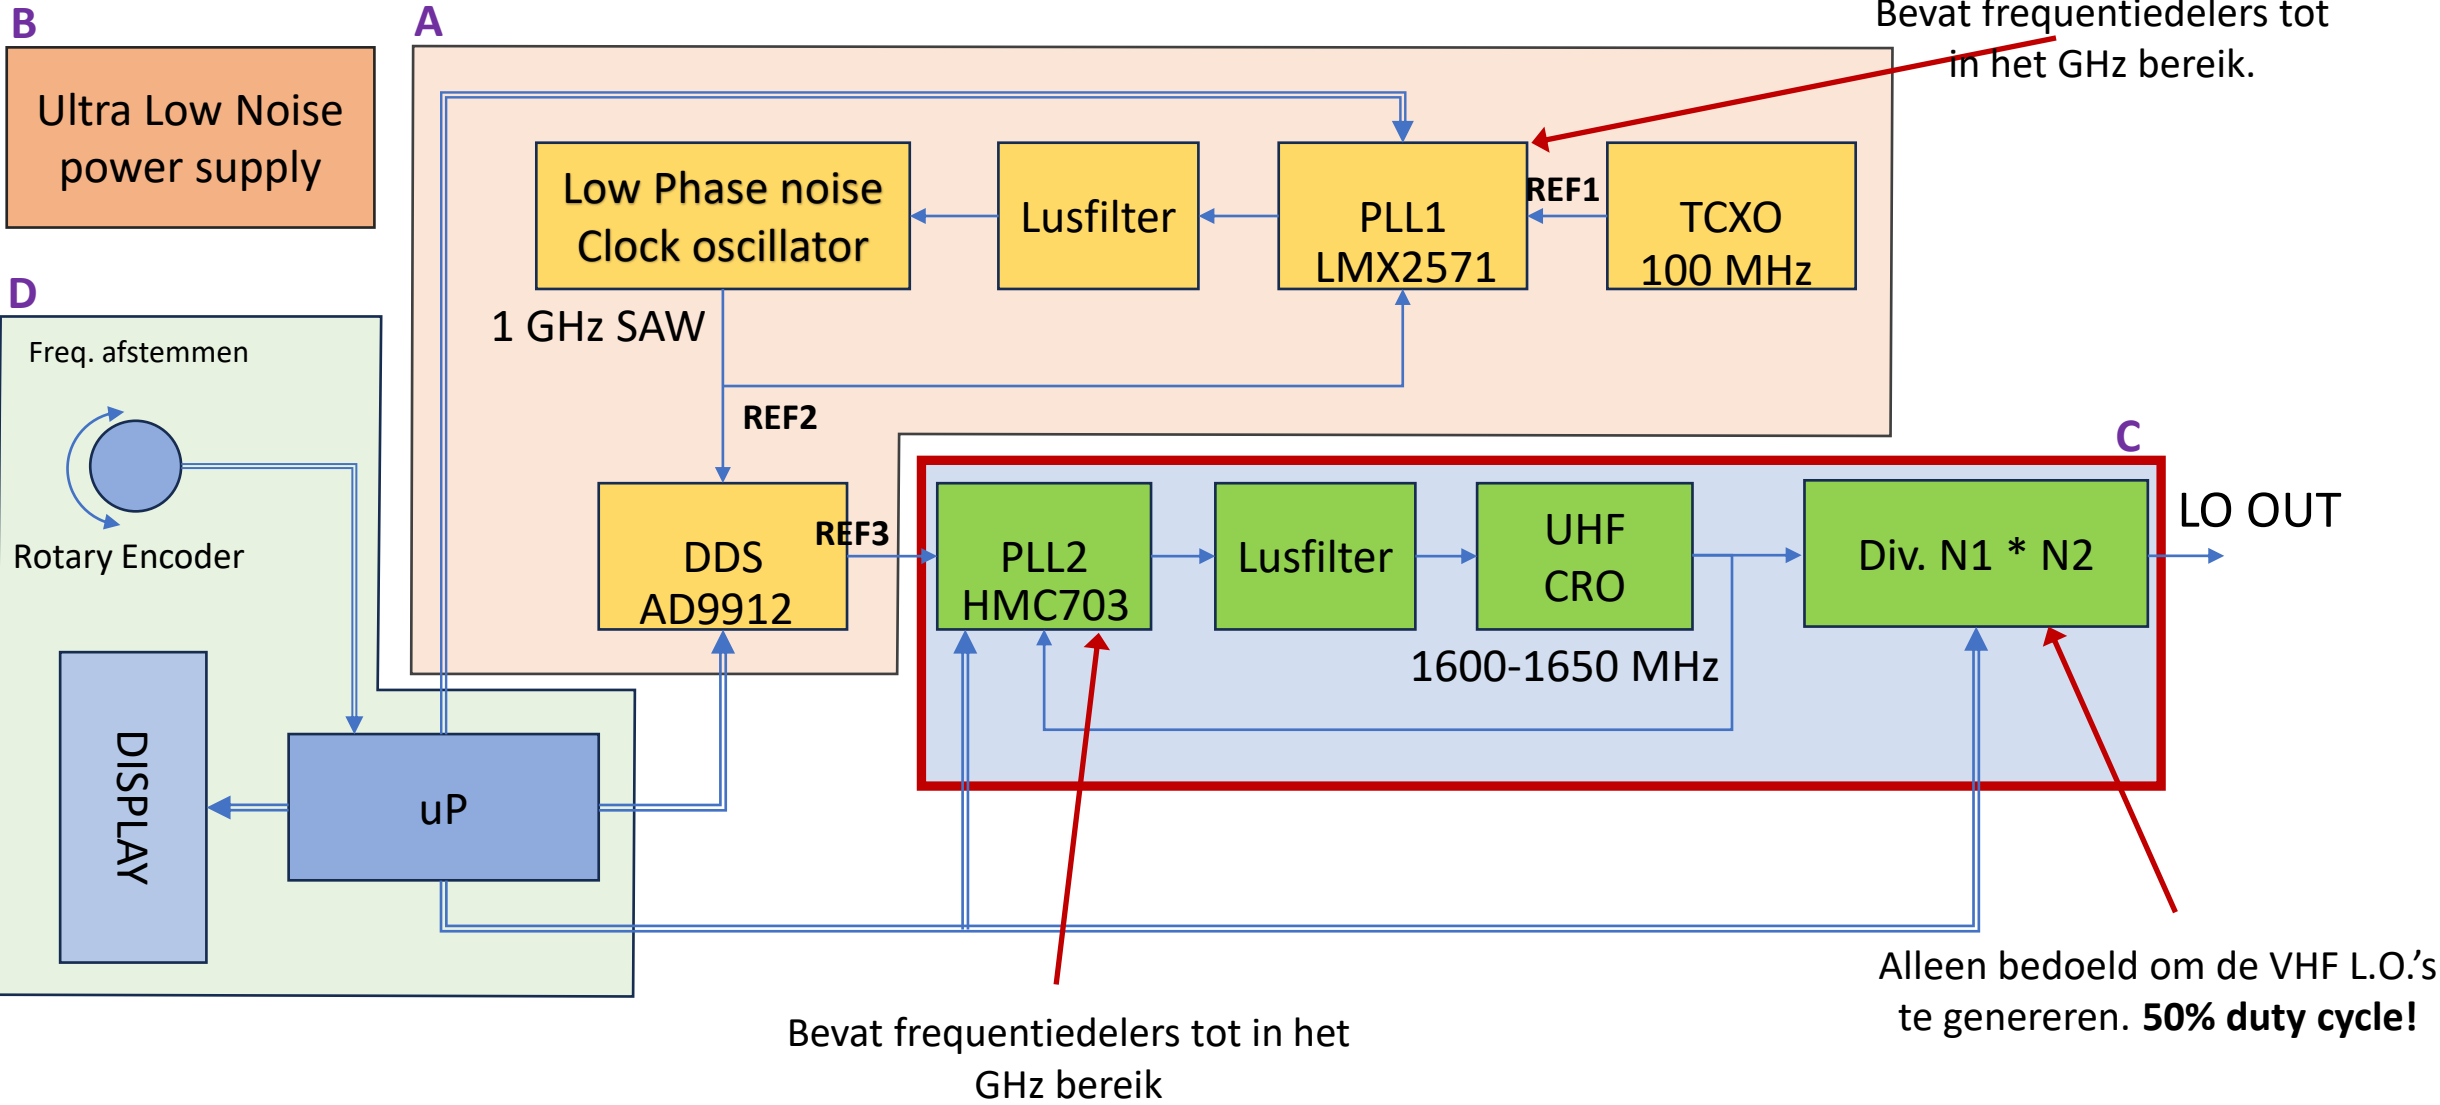 B
Ultra Low Noise
power supply
A
Bevat frequentiedelers tot
in het GHz bereik.
Low Phase noise
Clock oscillator
Lusfilter
PLL1
LMX2571
REF1
TCXO
100 MHz
1 GHz SAW
REF2
D
Freq. afstemmen
Rotary Encoder
DISPLAY
uP
DDS
AD9912
REF3
C
PLL2
HMC703
Lusfilter
UHF
CRO
1600-1650 MHz
Div. N1 * N2
LO OUT
Bevat frequentiedelers tot in het
GHz bereik
Alleen bedoeld om de VHF L.O.’s
te genereren. 50% duty cycle!